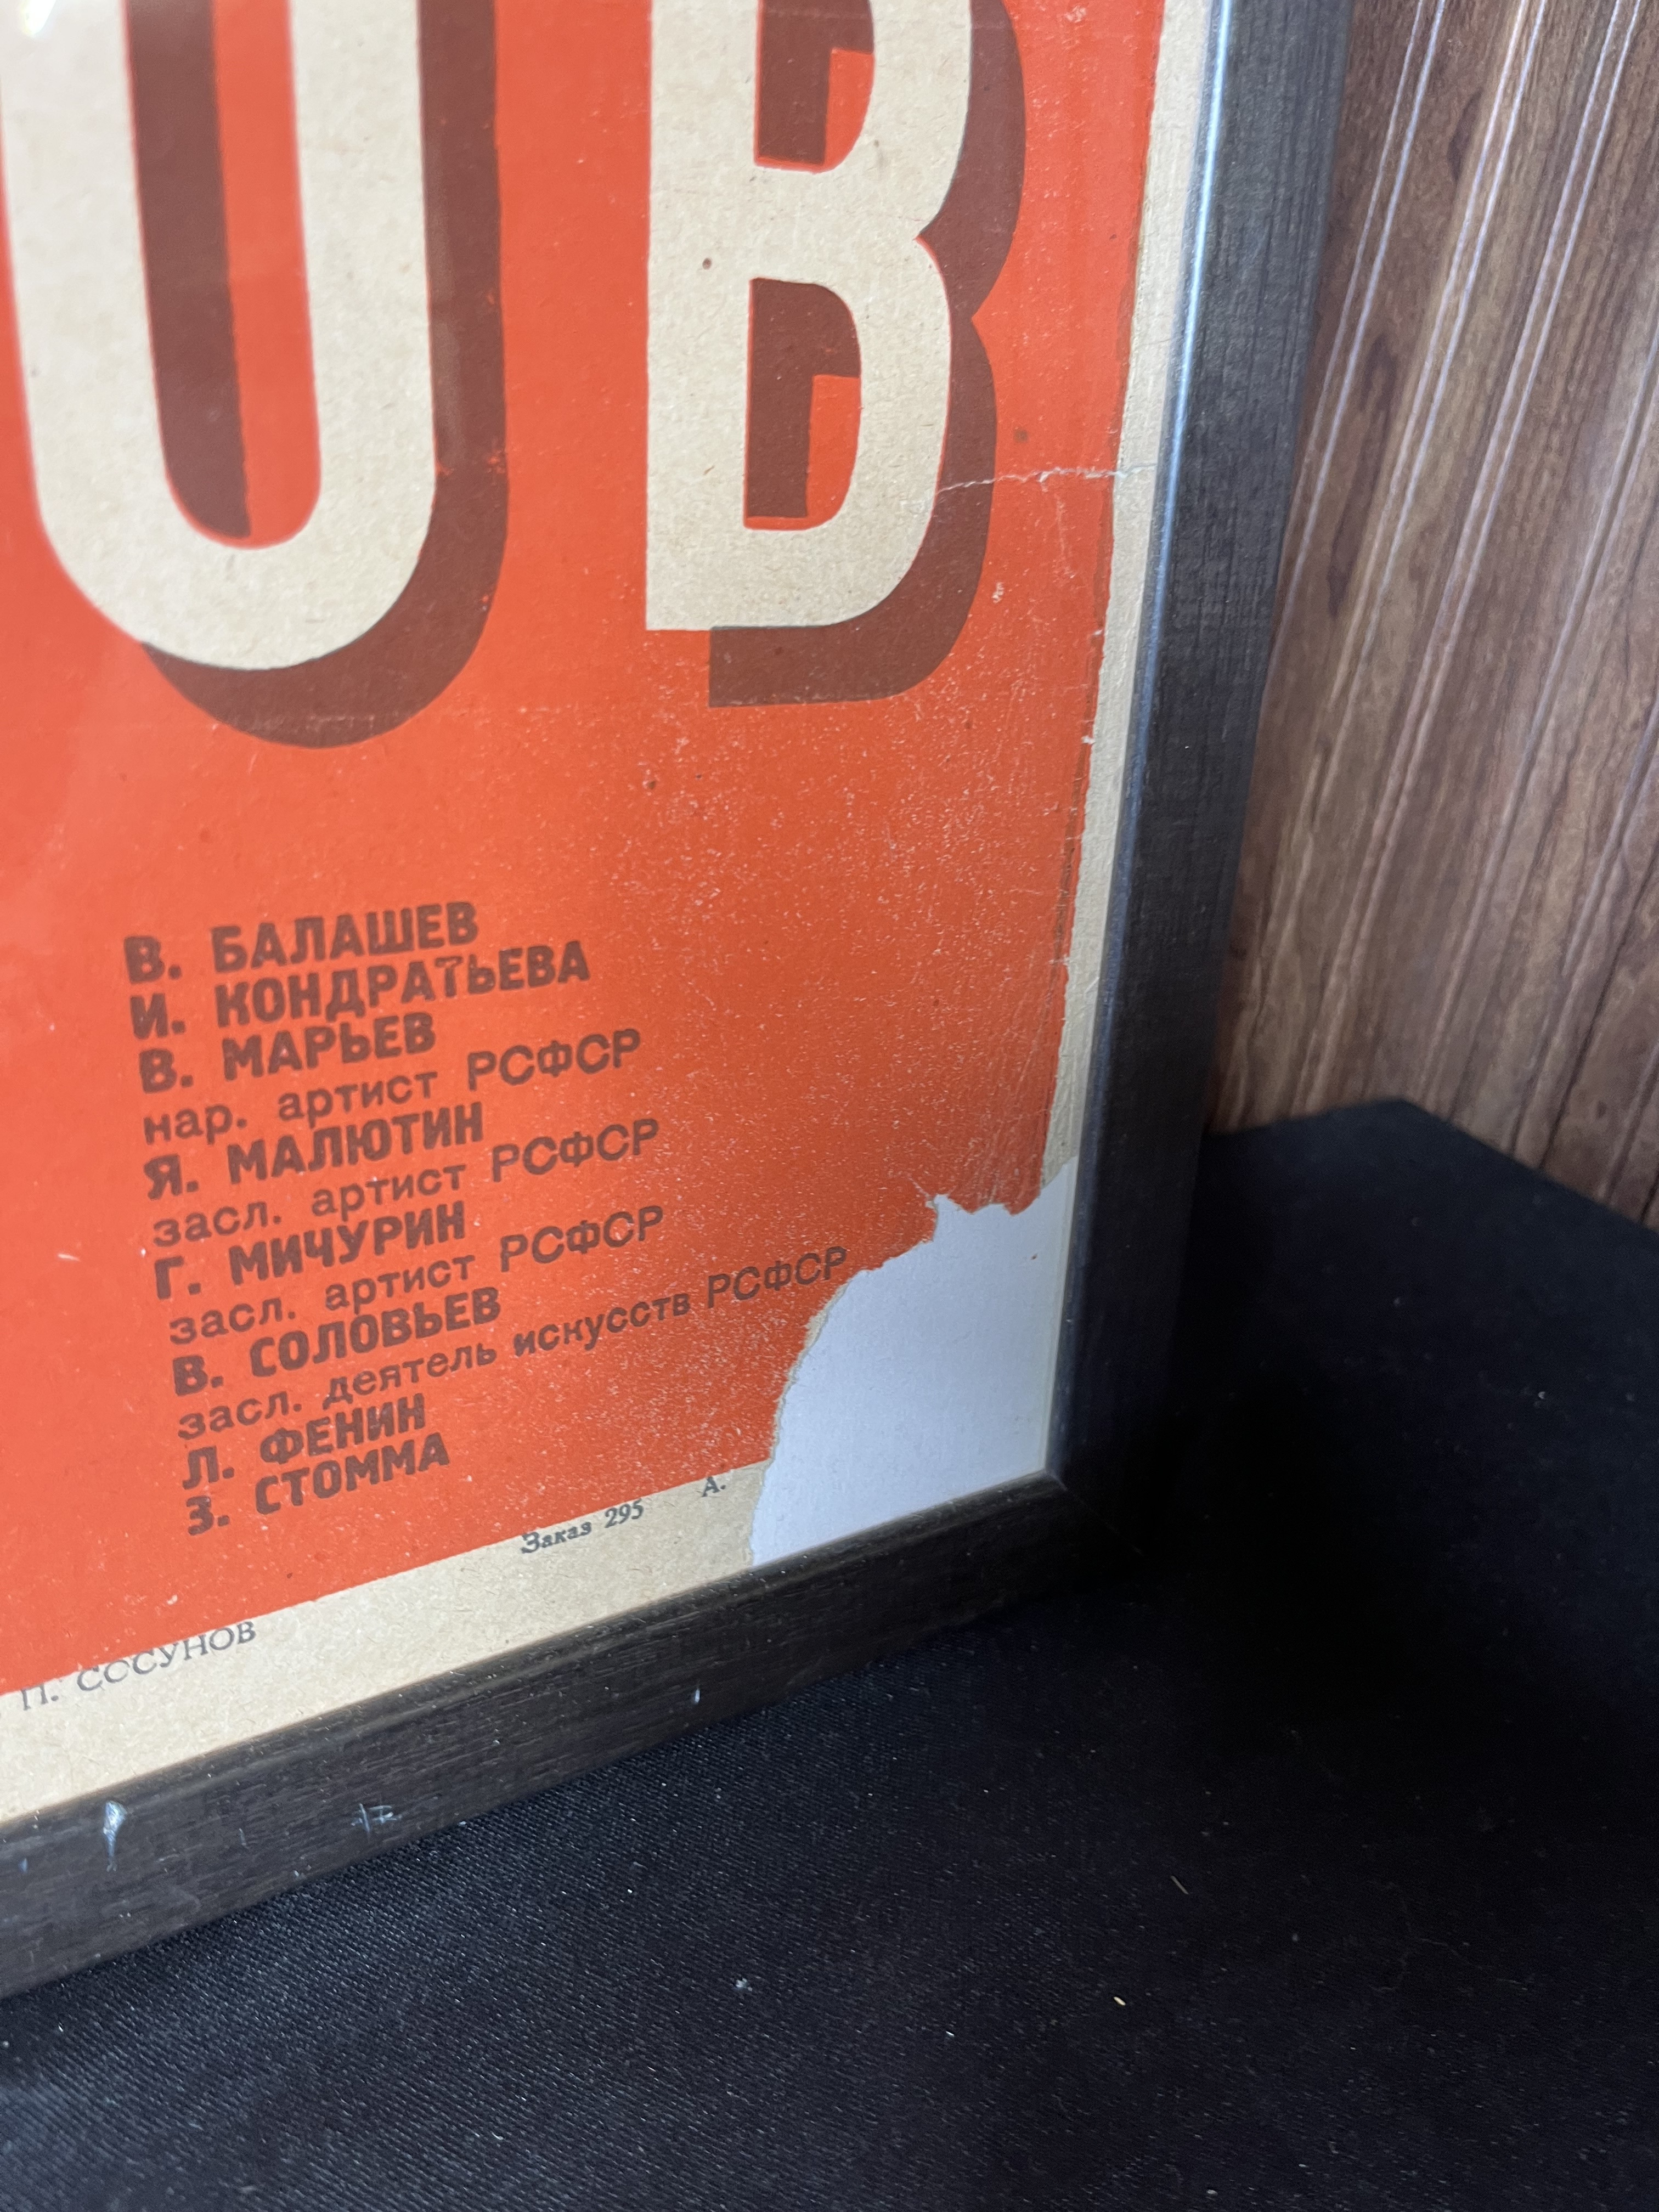 ОВ
В. БАЛАШЕВ
И. КОНДРАТЬЕВА
В. МАРЬЕВ
нар. артист РСФСР
Я. МАЛЮТИН
засл. артист РСФСР
Г. МИЧУРИН
засл. артист РСФСР
В. СОЛОВЬЕВ
засл. деятель искусств РСФСР
Л. ФЕНИН
З. СТОММА
Заказ 295 А.
П. СОСУНОВ